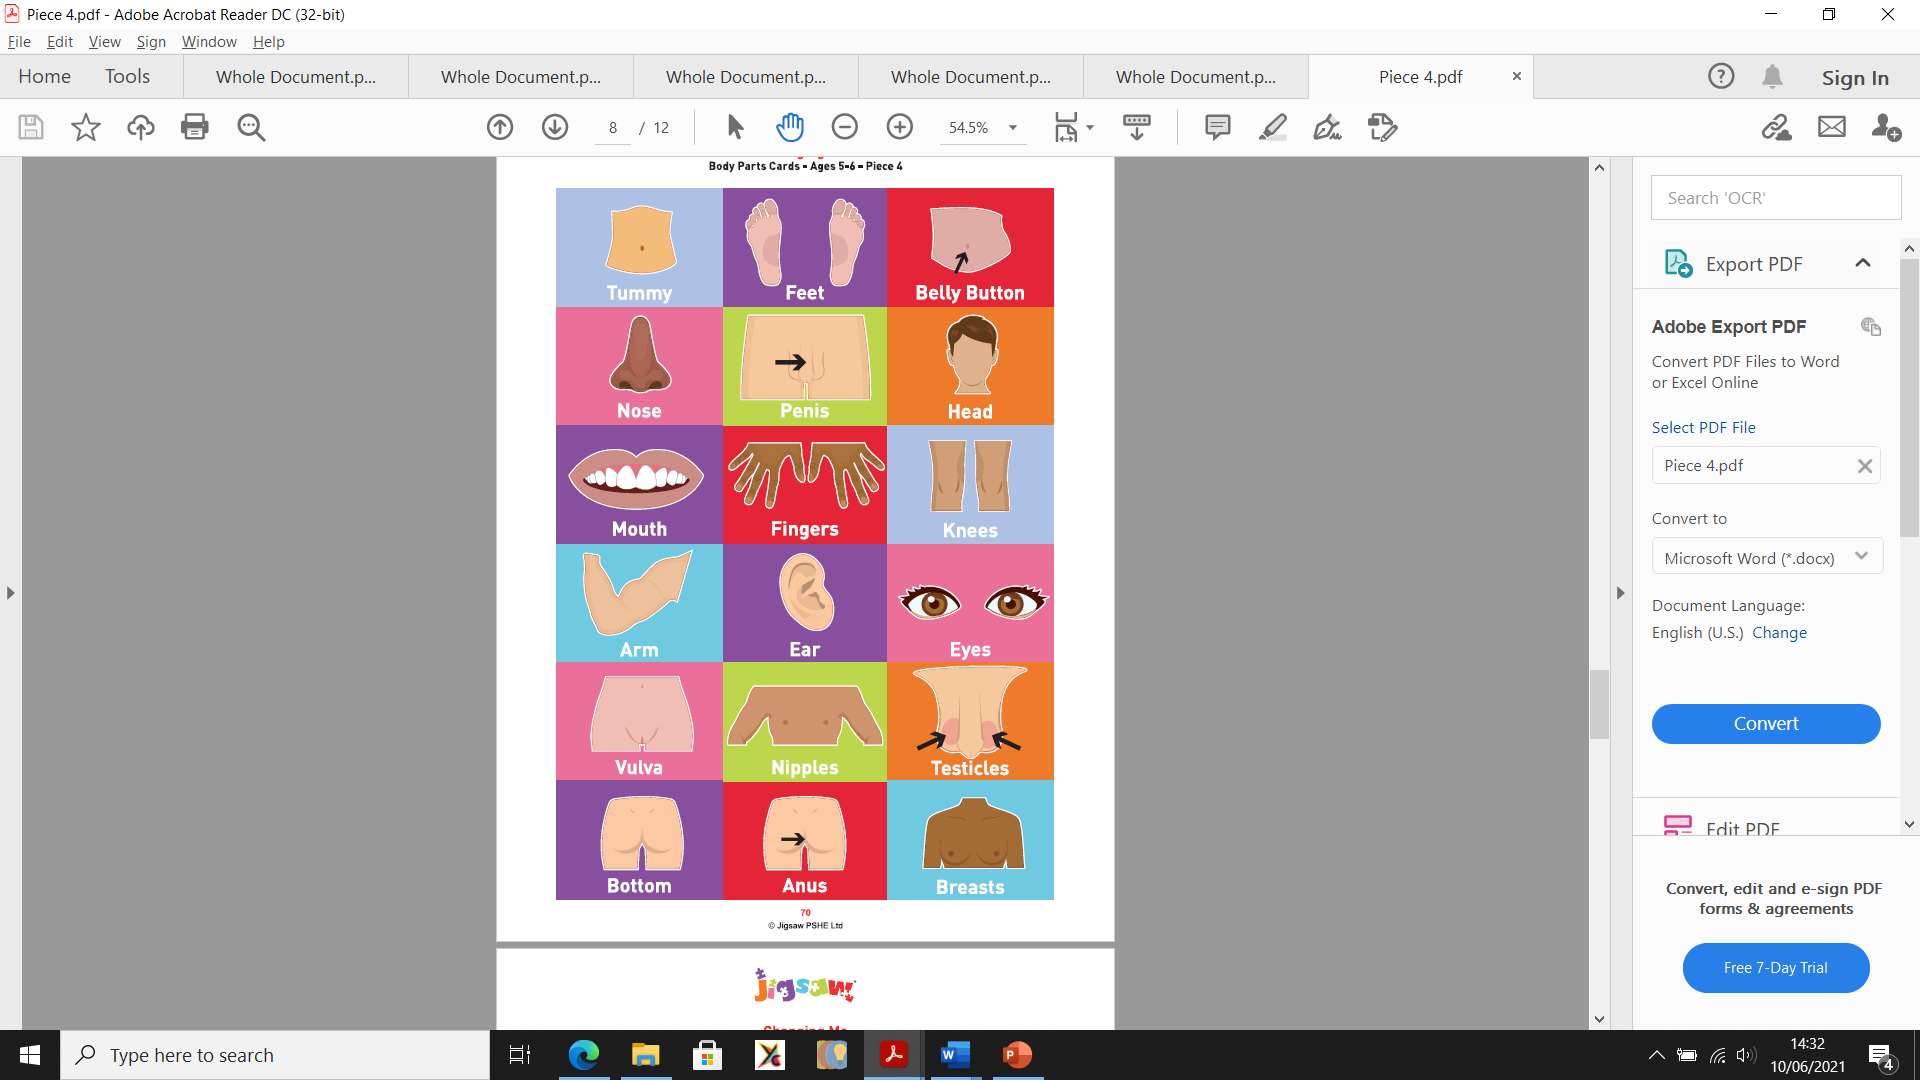 Piece 4.pdf - Adobe Acrobat Reader DC (32-bit)
File Edit View Sign Window Help
Home Tools Whole Document.p... Whole Document.p... Whole Document.p... Whole Document.p... Whole Document.p... Piece 4.pdf Sign In
8 / 12 54.5%
Body Parts Cards - Ages 5-6 - Piece 4
Tummy Feet Belly Button
Nose Penis Head
Mouth Fingers Knees
Arm Ear Eyes
Vulva Nipples Testicles
Bottom Anus Breasts
70
© Jigsaw PSHE Ltd
jigsaw
Changing Me
Search 'OCR'
Export PDF
Adobe Export PDF
Convert PDF Files to Word
or Excel Online
Select PDF File
Piece 4.pdf
Convert to
Microsoft Word (*.docx)
Document Language:
English (U.S.) Change
Convert
Edit PDF
Convert, edit and e-sign PDF
forms & agreements
Free 7-Day Trial
Type here to search
14:32
10/06/2021
4